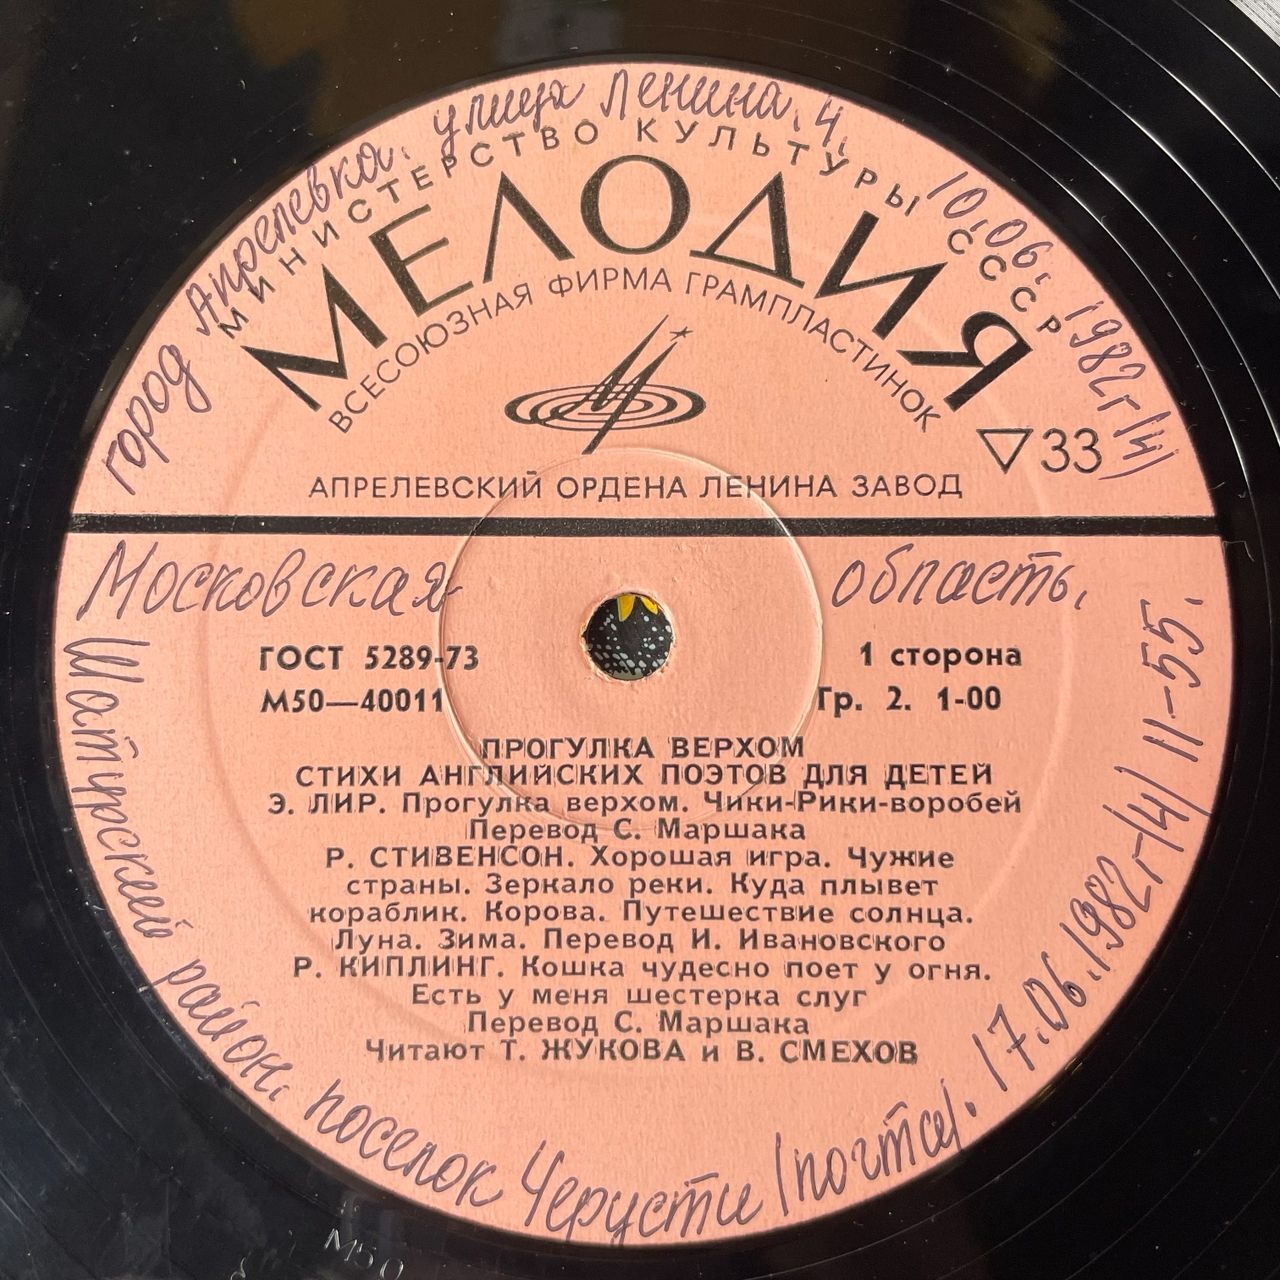 город Апрелевка. улица Ленина, 4. 10.06.1982г/ч/
МИНИСТЕРСТВО КУЛЬТУРЫ СССР
МЕЛОДИЯ
ВСЕСОЮЗНАЯ ФИРМА ГРАМПЛАСТИНОК
33
АПРЕЛЕВСКИЙ ОРДЕНА ЛЕНИНА ЗАВОД
Московская область,
Шатурский район, поселок Черусти /почта/. 17.06.1982г/ч/ 11-55.
ГОСТ 5289-73
1 сторона
М50—40011
Гр. 2. 1-00
ПРОГУЛКА ВЕРХОМ
СТИХИ АНГЛИЙСКИХ ПОЭТОВ ДЛЯ ДЕТЕЙ
Э. ЛИР. Прогулка верхом. Чики-Рики-воробей
Перевод С. Маршака
Р. СТИВЕНСОН. Хорошая игра. Чужие
страны. Зеркало реки. Куда плывет
кораблик. Корова. Путешествие солнца.
Луна. Зима. Перевод И. Ивановского
Р. КИПЛИНГ. Кошка чудесно поет у огня.
Есть у меня шестерка слуг
Перевод С. Маршака
Читают Т. ЖУКОВА и В. СМЕХОВ
М50